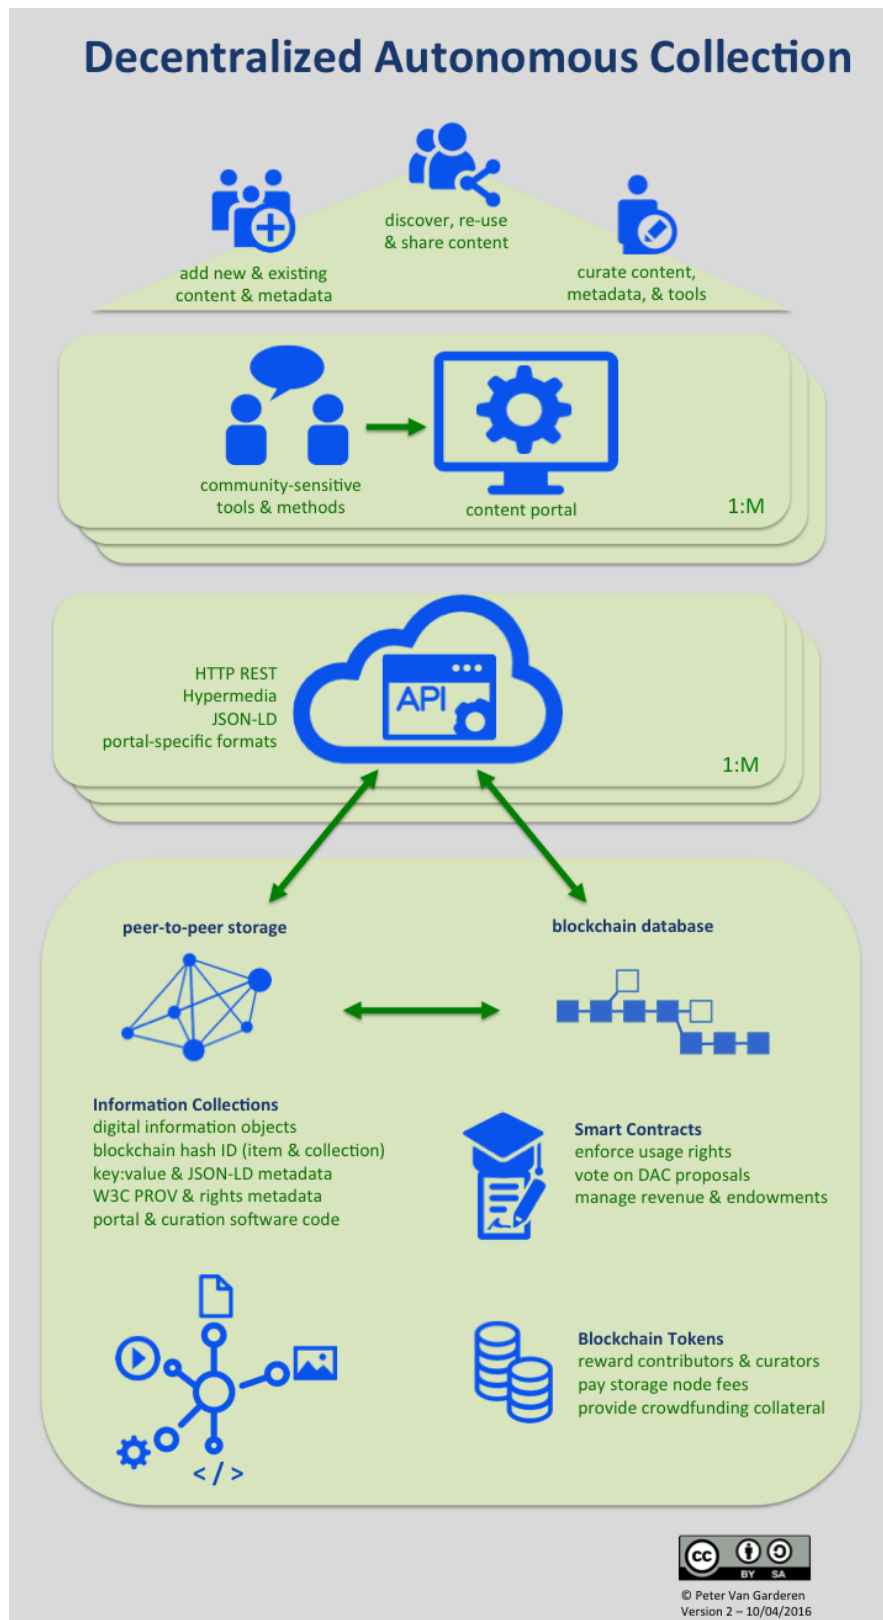 Decentralized Autonomous Collection
discover, re-use
& share content
add new & existing
content & metadata
curate content,
metadata, & tools
community-sensitive
tools & methods
content portal
1:M
HTTP REST
Hypermedia
JSON-LD
portal-specific formats
API
1:M
peer-to-peer storage
blockchain database
Information Collections
digital information objects
blockchain hash ID (item & collection)
key:value & JSON-LD metadata
W3C PROV & rights metadata
portal & curation software code
Smart Contracts
enforce usage rights
vote on DAC proposals
manage revenue & endowments
</>
Blockchain Tokens
reward contributors & curators
pay storage node fees
provide crowdfunding collateral
cc
BY SA
© Peter Van Garderen
Version 2 – 10/04/2016